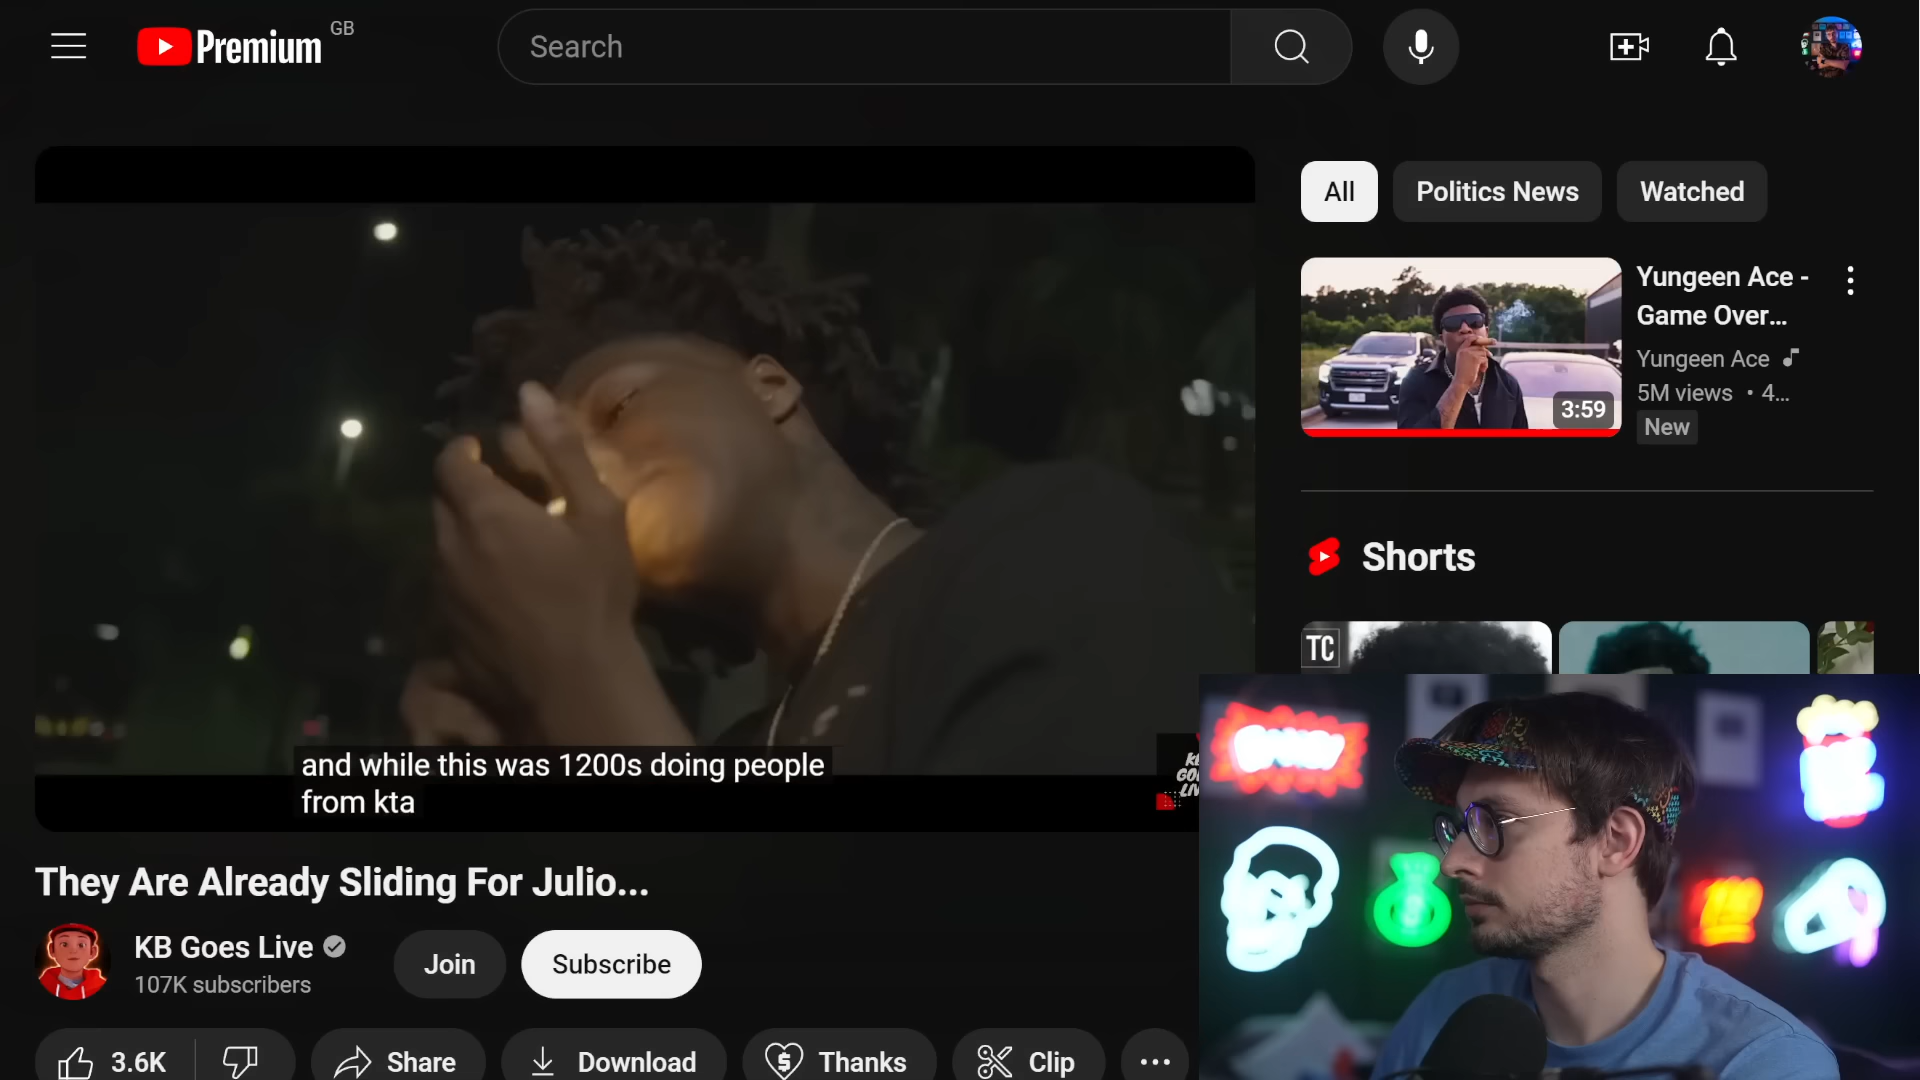 Premium GB
Search
All
Politics News
Watched
Yungeen Ace -
Game Over...
Yungeen Ace
5M views • 4...
New
3:59
Shorts
TC
and while this was 1200s doing people
from kta
They Are Already Sliding For Julio...
KB Goes Live
107K subscribers
Join
Subscribe
3.6K
Share
Download
Thanks
Clip